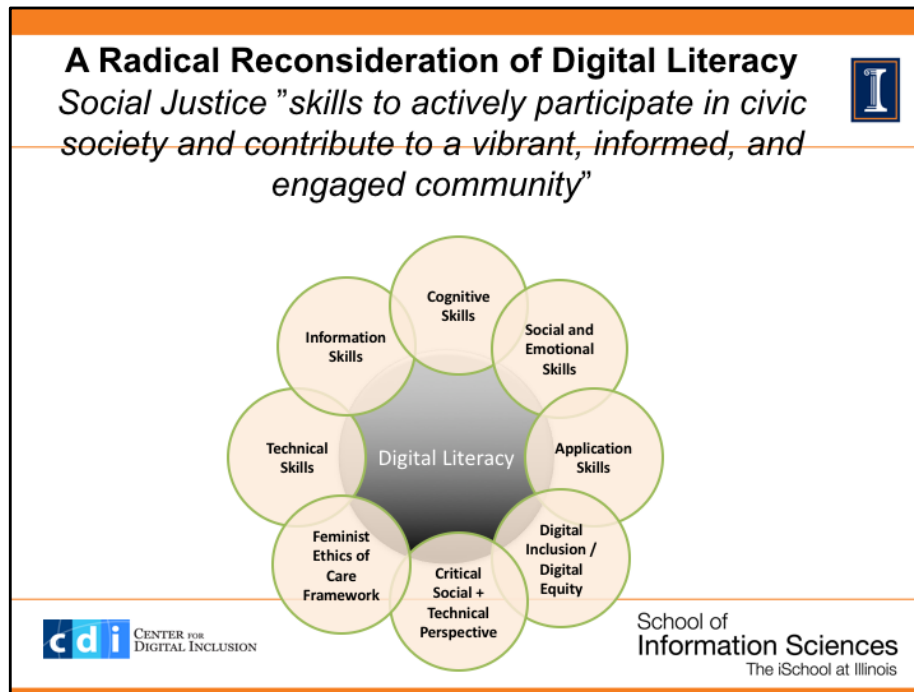 A Radical Reconsideration of Digital Literacy
Social Justice ”skills to actively participate in civic
society and contribute to a vibrant, informed, and
engaged community”
I
Cognitive
Skills
Social and
Emotional
Skills
Information
Skills
Technical
Skills
Digital Literacy
Application
Skills
Feminist
Ethics of
Care
Framework
Critical
Social +
Technical
Perspective
Digital
Inclusion /
Digital
Equity
cdi
CENTER FOR
DIGITAL INCLUSION
School of
Information Sciences
The iSchool at Illinois